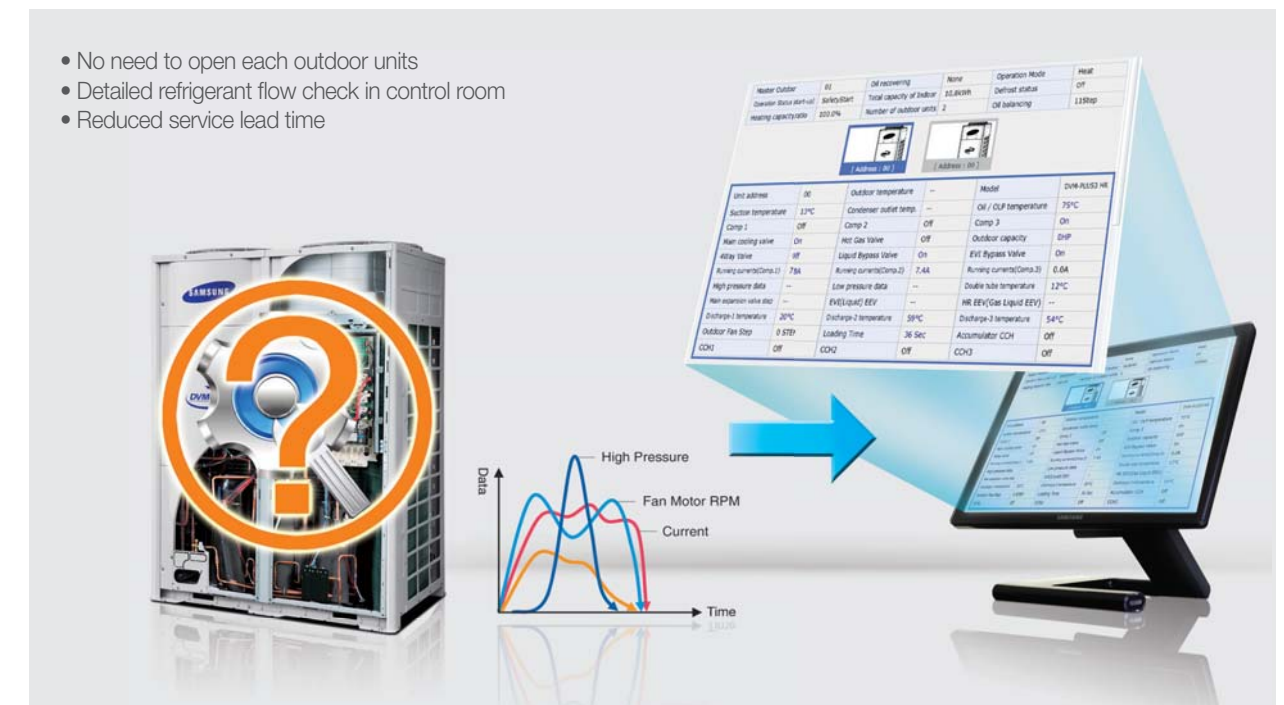 • No need to open each outdoor units
• Detailed refrigerant flow check in control room
• Reduced service lead time
Master Outdoor 01 Oil recovering None Operation Mode Heat
Operation Status SafetyStart Total capacity of Indoor 10.8kWh Defrost status Off
Heating capacity ratio 100.0% Number of outdoor units 2 Oil balancing 11Step
[ Address : 00 ] [ Address : 00 ]
Unit address 00 Outdoor temperature -- Model DVM-PLUS3 HR
Suction temperature 13°C Condenser outlet temp. -- Oil / OLP temperature 75°C
Comp 1 Off Comp 2 Off Comp 3 On
Main cooling valve On Hot Gas Valve Off Outdoor capacity 0HP
4Way Valve Off Liquid Bypass Valve On EVI Bypass Valve On
Running currents(Comp.1) Running currents(Comp.2) 7.4A Running currents(Comp.3) 0.0A
High pressure data -- Low pressure data -- Double tube temperature 12°C
Main expansion valve step -- EVI(Liquid) EEV -- HR EEV(Gas Liquid EEV) --
Discharge-1 temperature 20°C Discharge-2 temperature 59°C Discharge-3 temperature 54°C
Outdoor Fan Step 0 STEP Loading Time 36 Sec Accumulator CCH Off
CCH1 Off CCH2 Off CCH3 Off
SAMSUNG
DVM
?
Data
High Pressure
Fan Motor RPM
Current
Time
SAMSUNG